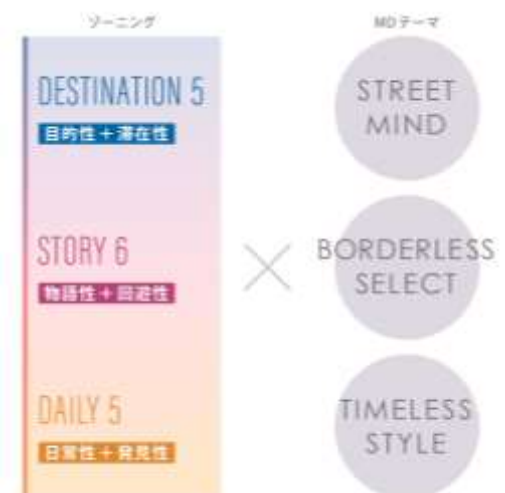 ゾーニング
MDテーマ
DESTINATION 5
目的性+滞在性
STREET
MIND
STORY 6
物語性+回遊性
BORDERLESS
SELECT
DAILY 5
日常性+発見性
TIMELESS
STYLE